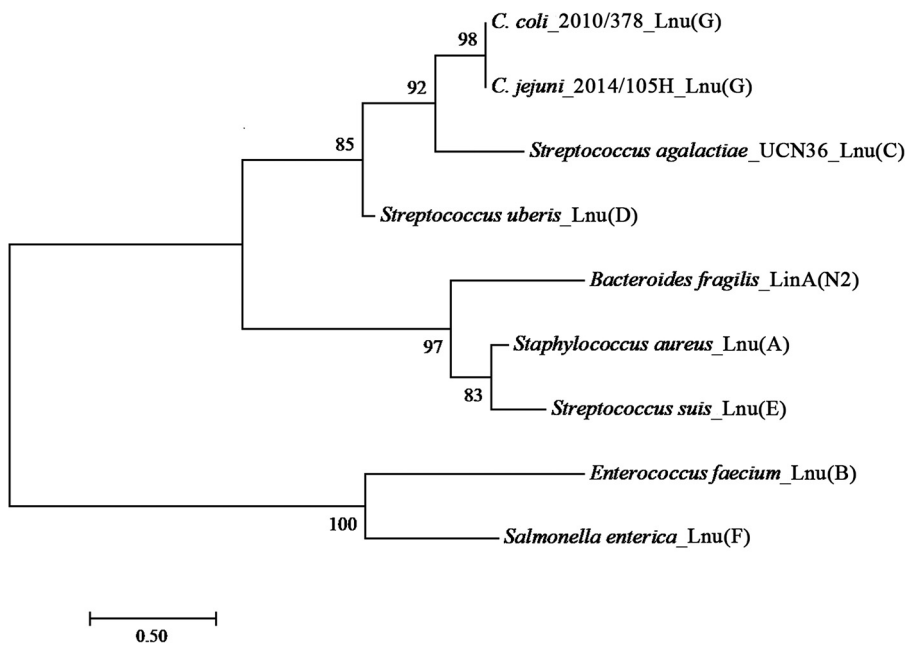 C. coli_2010/378_Lnu(G)
98
C. jejuni_2014/105H_Lnu(G)
92
85
Streptococcus agalactiae_UCN36_Lnu(C)
Streptococcus uberis_Lnu(D)
Bacteroides fragilis_LinA(N2)
Staphylococcus aureus_Lnu(A)
97
83
Streptococcus suis_Lnu(E)
Enterococcus faecium_Lnu(B)
100
Salmonella enterica_Lnu(F)
0.50